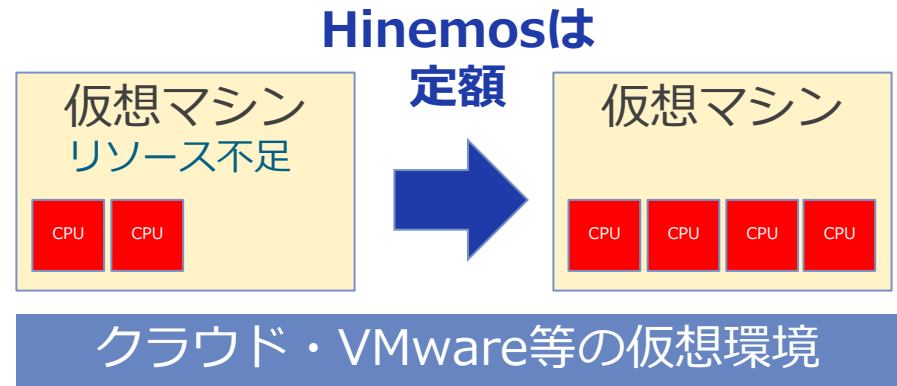 Hinemosは
定額
仮想マシン
リソース不足
CPU CPU
仮想マシン
CPU CPU CPU CPU
クラウド・VMware等の仮想環境